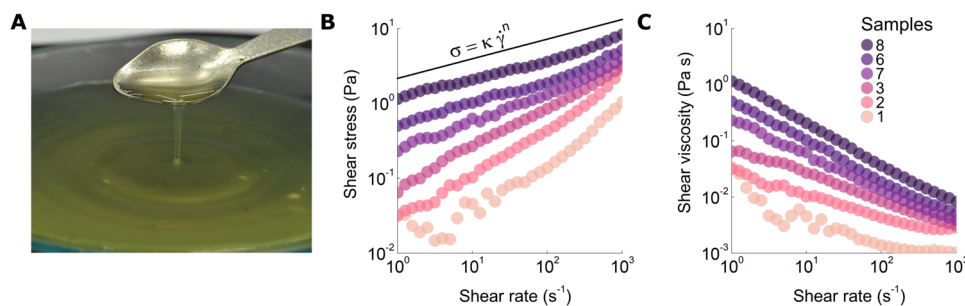 A
B
C
Shear stress (Pa)
10¹
10⁰
10⁻¹
10⁻²
σ = κ γ̇ⁿ
10⁰ 10¹ 10² 10³
Shear rate (s⁻¹)
Shear viscosity (Pa s)
10¹
10⁰
10⁻¹
10⁻²
10⁻³
Samples
8
6
7
3
2
1
10⁰ 10¹ 10² 10¹
Shear rate (s⁻¹)